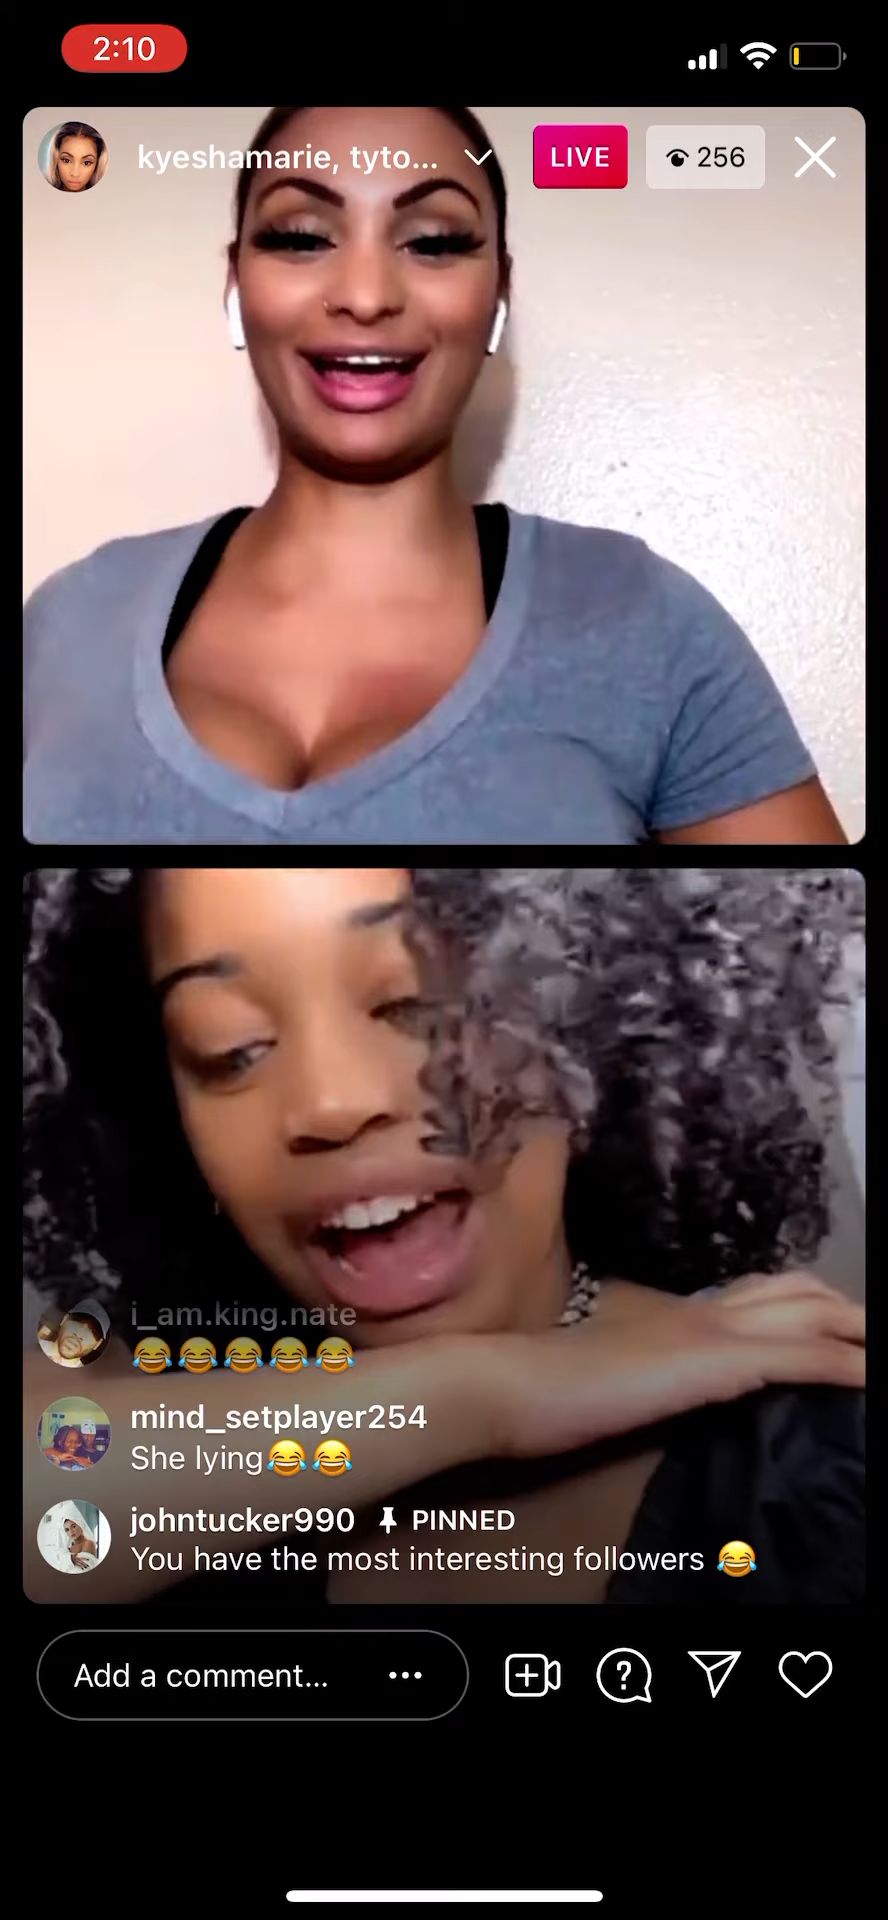 2:10
kyeshamarie, tyto...
LIVE
256
i_am.king.nate
😂😂😂😂😂
mind_setplayer254
She lying😂😂
johntucker990 PINNED
You have the most interesting followers 😂
Add a comment...